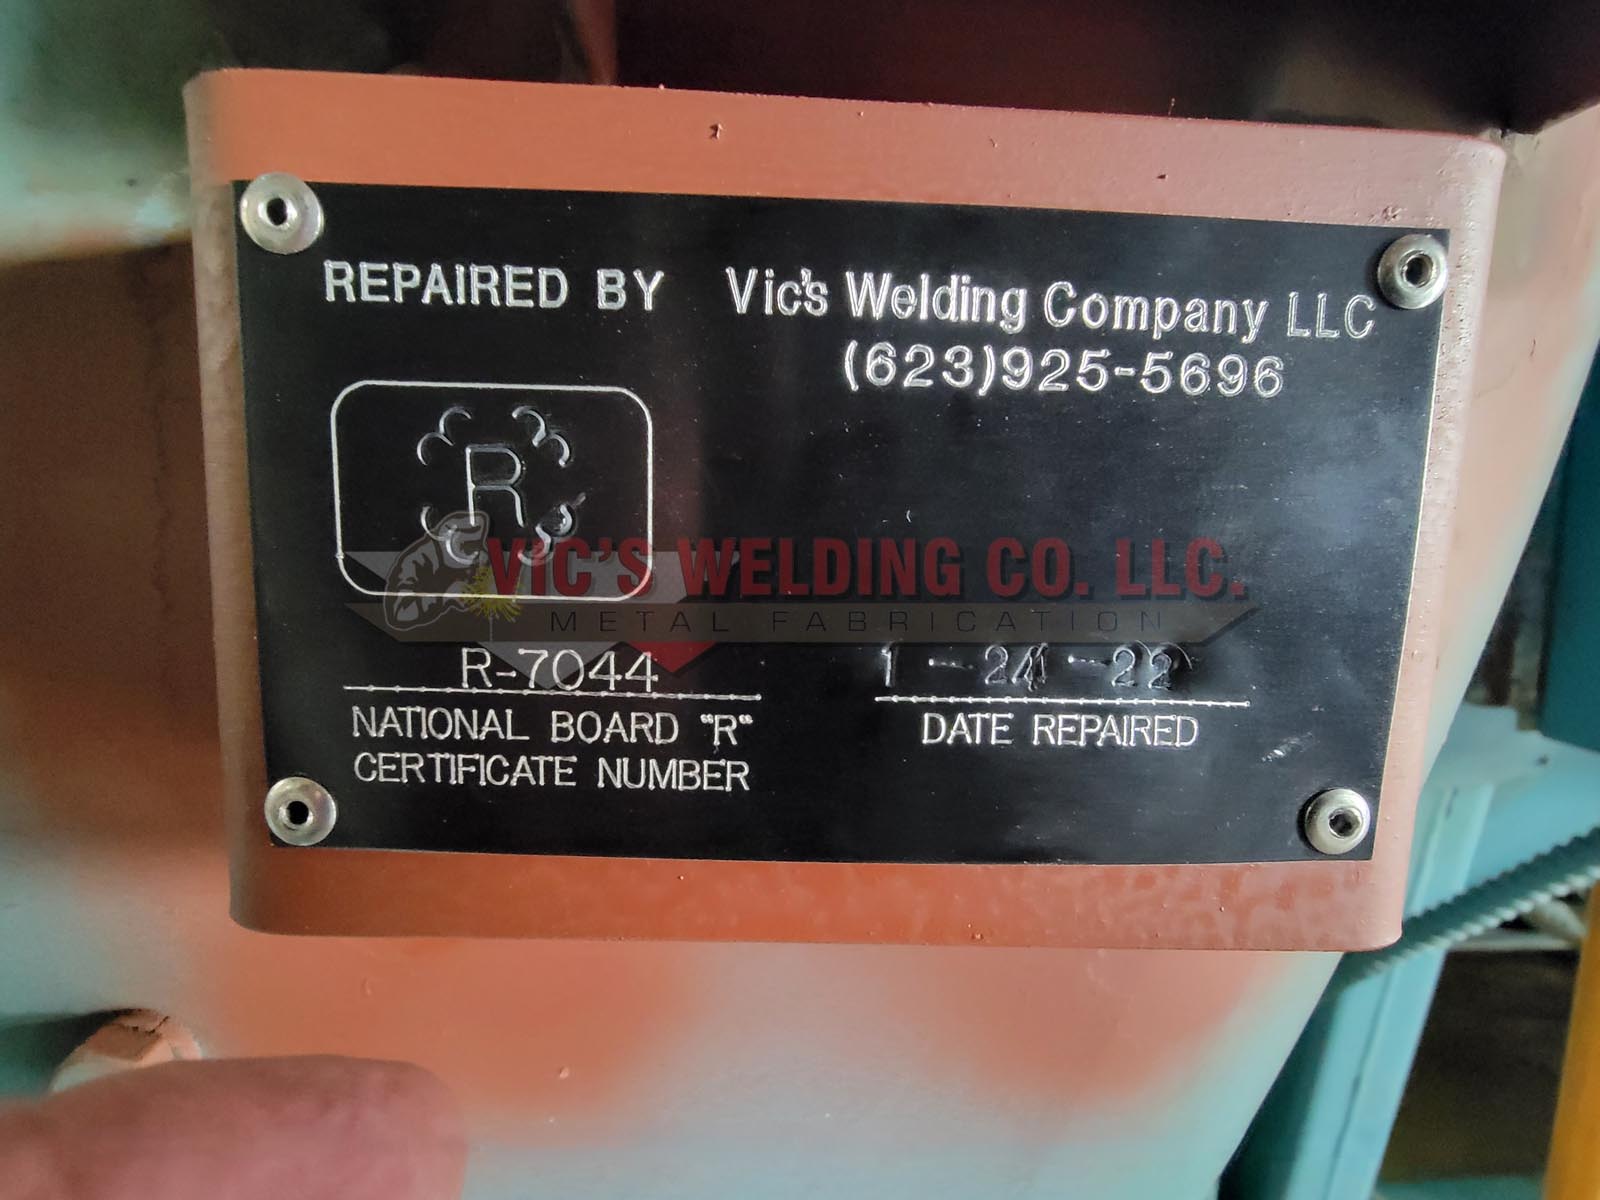 REPAIRED BY Vic's Welding Company LLC
(623)925-5696
R
VIC'S WELDING CO. LLC.
METAL FABRICATION
R-7044
1-24-22
NATIONAL BOARD "R"
CERTIFICATE NUMBER
DATE REPAIRED